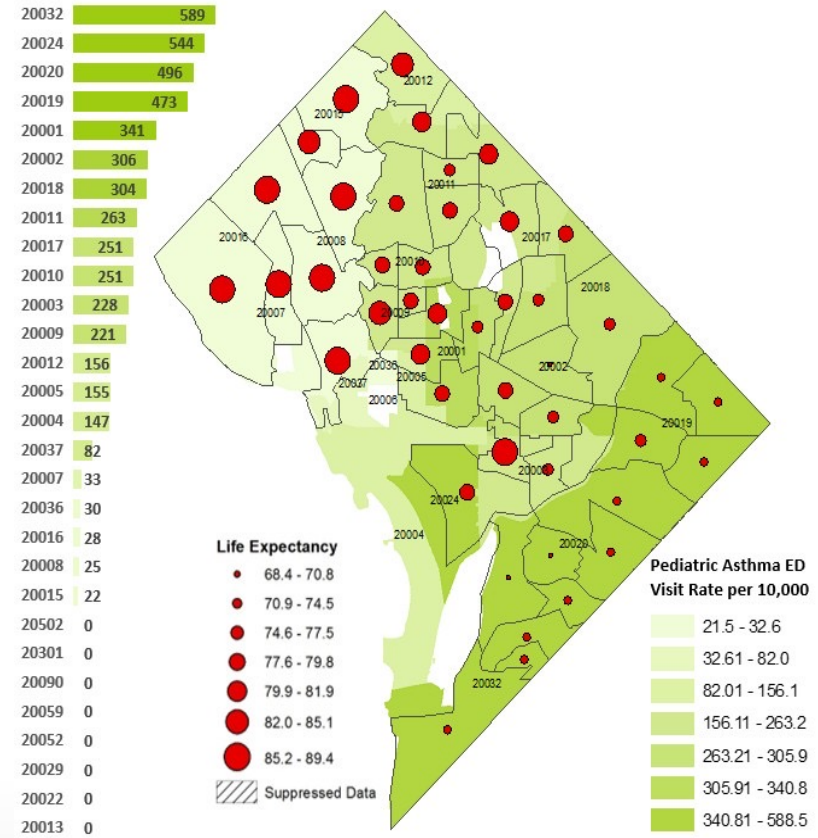 20032 589
20024 544
20020 496
20019 473
20001 341
20002 306
20018 304
20011 263
20017 251
20010 251
20003 228
20009 221
20012 156
20005 155
20004 147
20037 82
20007 33
20036 30
20016 28
20008 25
20015 22
20502 0
20301 0
20090 0
20059 0
20052 0
20029 0
20022 0
20013 0
20012
20015
20011
20016
20008
20017
20010
20018
20007
20009
20001
20036
20005
20002
20037
20006
20019
20003
20024
20004
20020
20032
Life Expectancy
68.4 - 70.8
70.9 - 74.5
74.6 - 77.5
77.6 - 79.8
79.9 - 81.9
82.0 - 85.1
85.2 - 89.4
Suppressed Data
Pediatric Asthma ED
Visit Rate per 10,000
21.5 - 32.6
32.61 - 82.0
82.01 - 156.1
156.11 - 263.2
263.21 - 305.9
305.91 - 340.8
340.81 - 588.5